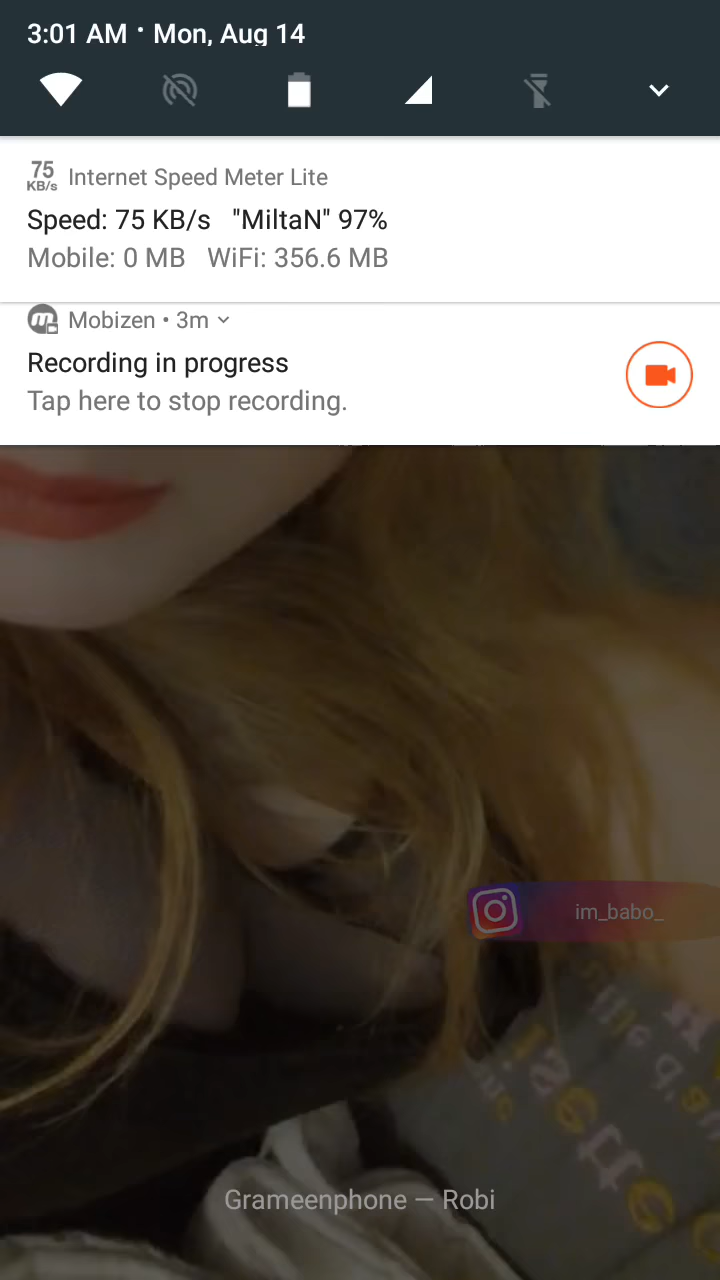 3:01 AM • Mon, Aug 14
75
KB/s
Internet Speed Meter Lite
Speed: 75 KB/s "MiltaN" 97%
Mobile: 0 MB WiFi: 356.6 MB
Mobizen • 3m
Recording in progress
Tap here to stop recording.
im_babo_
Grameenphone — Robi